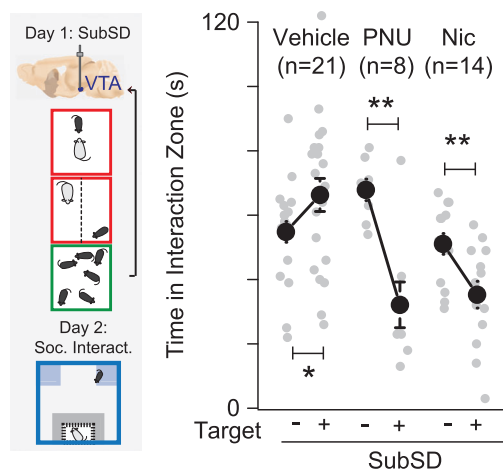 Day 1: SubSD
VTA
Day 2:
Soc. Interact.
Time in Interaction Zone (s)
120
0
Vehicle PNU Nic
(n=21) (n=8) (n=14)
** **
*
Target - + - + - +
SubSD